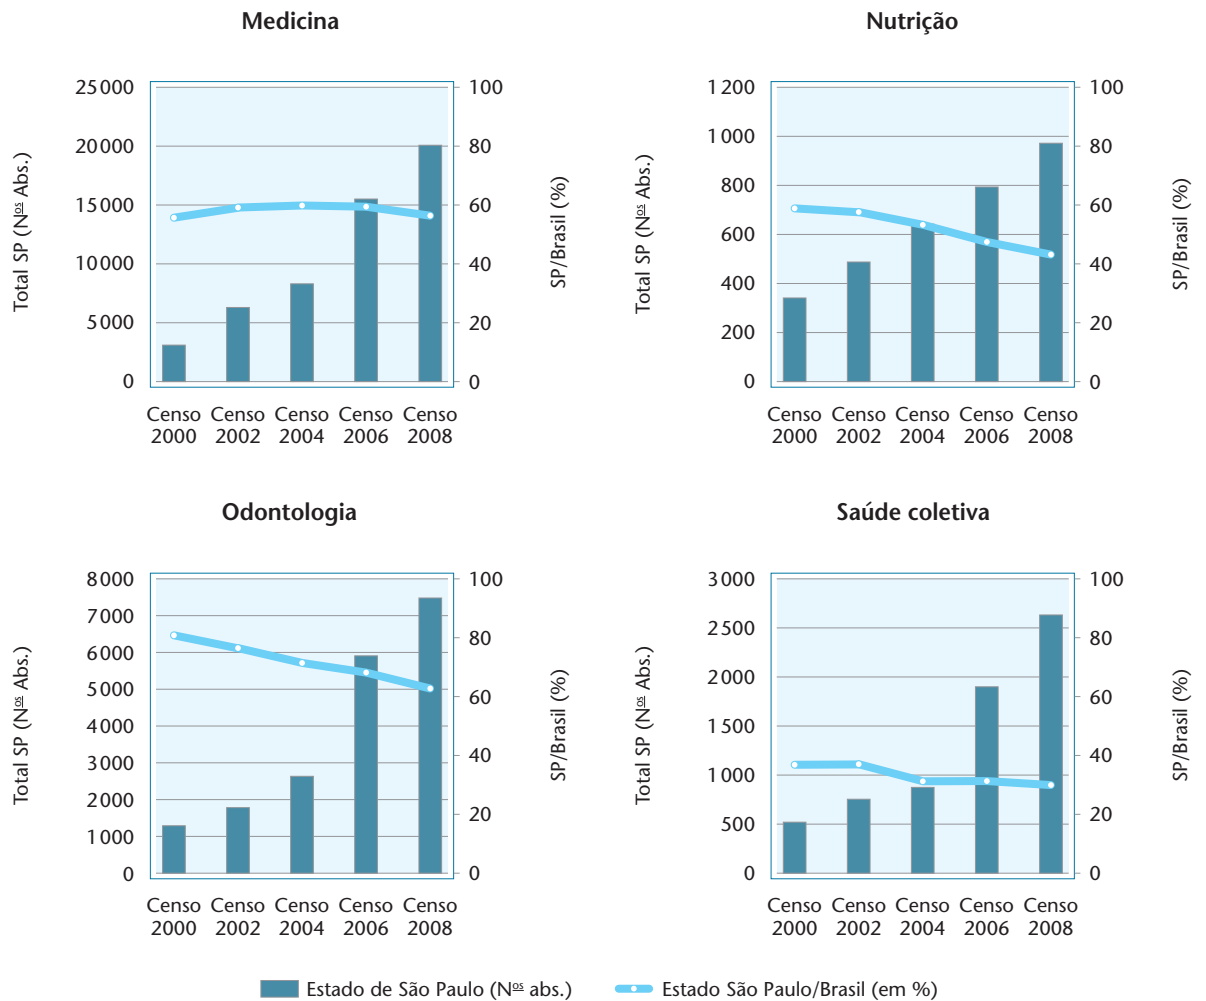 Medicina
Total SP (Nºs Abs.)
25 000
20 000
15 000
10 000
5 000
0
100
80
60
40
20
0
SP/Brasil (%)
Censo 2000
Censo 2002
Censo 2004
Censo 2006
Censo 2008
Nutrição
Total SP (Nºs Abs.)
1 200
1 000
800
600
400
200
0
100
80
60
40
20
0
SP/Brasil (%)
Censo 2000
Censo 2002
Censo 2004
Censo 2006
Censo 2008
Odontologia
Total SP (Nºs Abs.)
8 000
7 000
6 000
5 000
4 000
3 000
2 000
1 000
0
100
80
60
40
20
0
SP/Brasil (%)
Censo 2000
Censo 2002
Censo 2004
Censo 2006
Censo 2008
Saúde coletiva
Total SP (Nºs Abs.)
3 000
2 500
2 000
1 500
1 000
500
0
100
80
60
40
20
0
SP/Brasil (%)
Censo 2000
Censo 2002
Censo 2004
Censo 2006
Censo 2008
Estado de São Paulo (Nºs abs.)
Estado São Paulo/Brasil (em %)